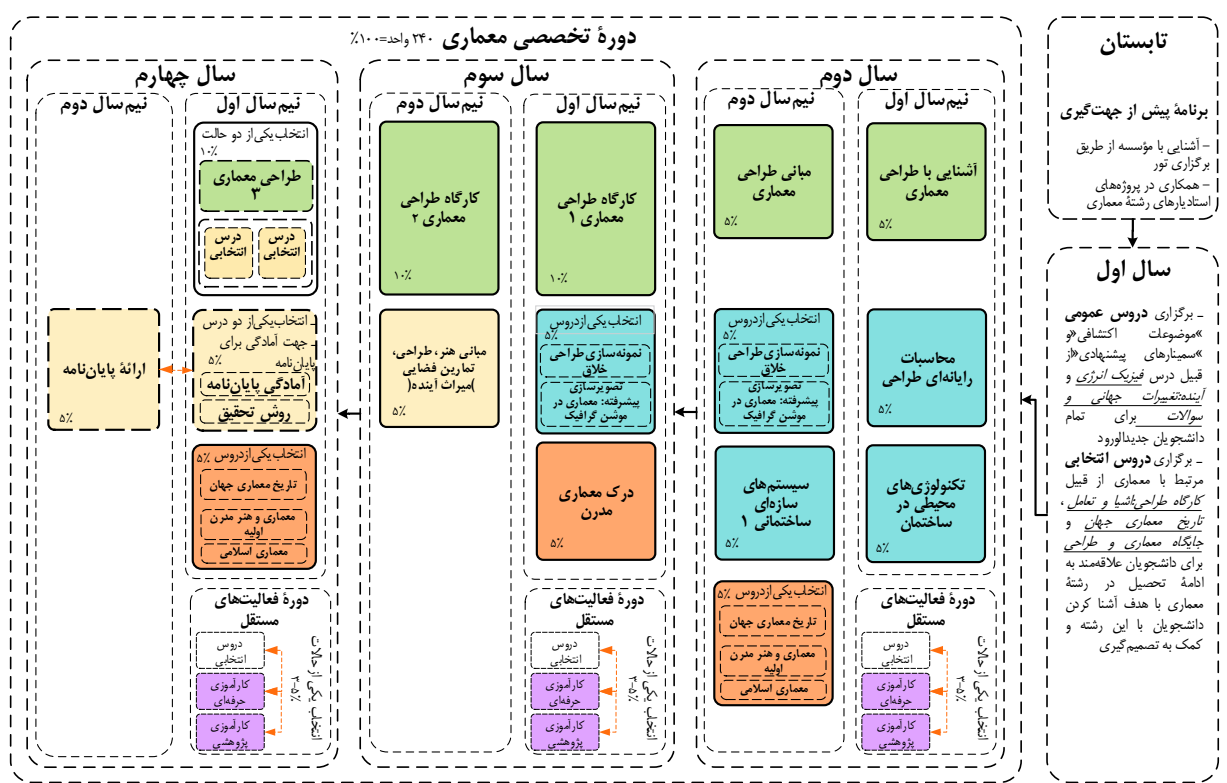 تابستان
برنامهٔ پیش از جهت‌گیری
- آشنایی با مؤسسه از طریق
برگزاری تور
- همکاری در پروژه‌های
استادیارهای رشتهٔ معماری
سال اول
- برگزاری دروس عمومی
»موضوعات اکتشافی«و
»سمینارهای پیشنهادی«از
قبیل درس فیزیک انرژی و
آینده:تغییرات جهانی و
سوالات برای تمام
دانشجویان جدیدالورود
- برگزاری دروس انتخابی
مرتبط با معماری از قبیل
کارگاه طراحی:اشیا و تعامل،
تاریخ معماری جهان و
جایگاه معماری و طراحی
برای دانشجویان علاقه‌مند به
ادامهٔ تحصیل در رشتهٔ
معماری با هدف آشنا کردن
دانشجویان با این رشته و
کمک به تصمیم‌گیری
دورهٔ تخصصی معماری ۲۴۰ واحد=۱۰۰٪
سال دوم
نیم‌سال اول
آشنایی با طراحی
معماری
۵٪
محاسبات
رایانه‌ای طراحی
۵٪
تکنولوژی‌های
محیطی در
ساختمان
۵٪
دورهٔ فعالیت‌های
مستقل
دروس
انتخابی
کارآموزی
حرفه‌ای
کارآموزی
پژوهشی
انتخاب یکی از حالات
۳-۵٪
نیم‌سال دوم
مبانی طراحی
معماری
۵٪
انتخاب‌یکی‌ازدروس
۵٪
نمونه‌سازی‌طراحی
خلاق
تصویرسازی
پیشرفته: معماری در
موشن گرافیک
سیستم‌های
سازه‌ای
ساختمانی ۱
۵٪
انتخاب‌یکی‌ازدروس
۵٪
تاریخ معماری جهان
معماری و هنر مدرن
اولیه
معماری اسلامی
سال سوم
نیم‌سال اول
کارگاه طراحی
معماری ۱
۱۰٪
انتخاب‌یکی‌ازدروس
۵٪
نمونه‌سازی‌طراحی
خلاق
تصویرسازی
پیشرفته: معماری در
موشن گرافیک
درک معماری
مدرن
۵٪
دورهٔ فعالیت‌های
مستقل
دروس
انتخابی
کارآموزی
حرفه‌ای
کارآموزی
پژوهشی
انتخاب یکی از حالات
۳-۵٪
نیم‌سال دوم
کارگاه طراحی
معماری ۲
۱۰٪
مبانی هنر، طراحی،
تمارین فضایی
)میراث آینده(
۵٪
سال چهارم
نیم‌سال اول
انتخاب‌یکی‌از دو حالت
۱۰٪
طراحی معماری
۳
درس
انتخابی
درس
انتخابی
- انتخاب‌یکی‌از دو درس
جهت آمادگی برای
پایان‌نامه
۵٪
آمادگی پایان‌نامه
روش تحقیق
انتخاب‌یکی‌ازدروس ۵٪
تاریخ معماری جهان
معماری و هنر مدرن
اولیه
معماری اسلامی
دورهٔ فعالیت‌های
مستقل
دروس
انتخابی
کارآموزی
حرفه‌ای
کارآموزی
پژوهشی
انتخاب یکی از حالات
۳-۵٪
نیم‌سال دوم
ارائهٔ پایان‌نامه
۵٪